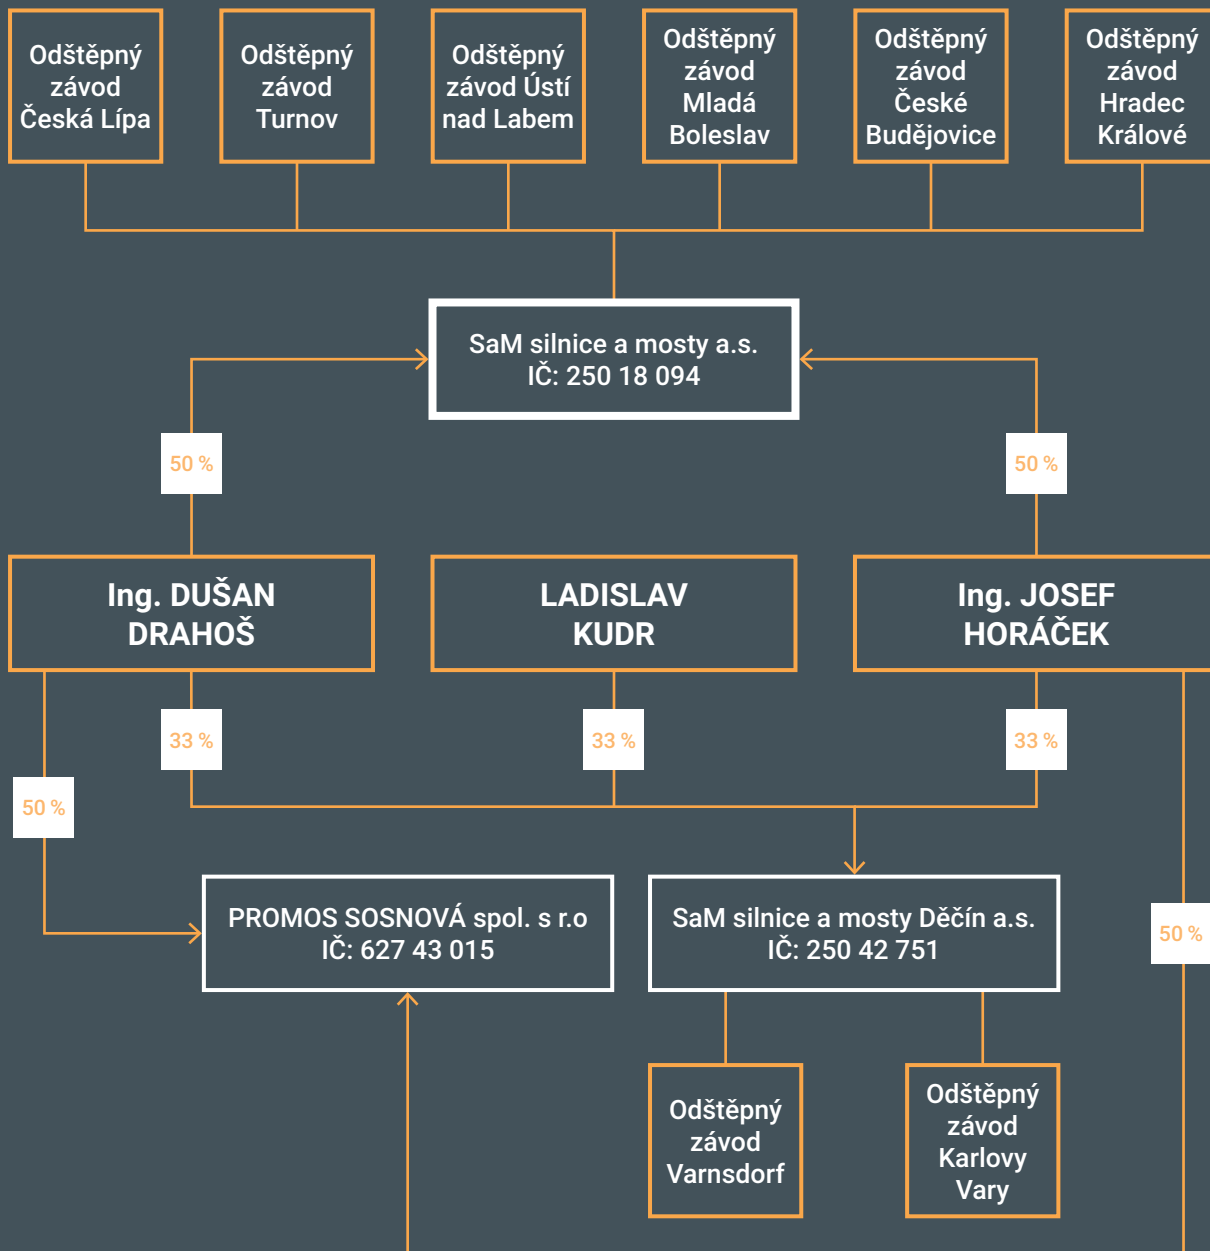 Odštěpný
závod
Česká Lípa
Odštěpný
závod
Turnov
Odštěpný
závod Ústí
nad Labem
Odštěpný
závod
Mladá
Boleslav
Odštěpný
závod
České
Budějovice
Odštěpný
závod
Hradec
Králové
SaM silnice a mosty a.s.
IČ: 250 18 094
50 %
50 %
Ing. DUŠAN
DRAHOŠ
LADISLAV
KUDR
Ing. JOSEF
HORÁČEK
33 %
33 %
33 %
50 %
PROMOS SOSNOVÁ spol. s r.o
IČ: 627 43 015
SaM silnice a mosty Děčín a.s.
IČ: 250 42 751
50 %
Odštěpný
závod
Varnsdorf
Odštěpný
závod
Karlovy
Vary